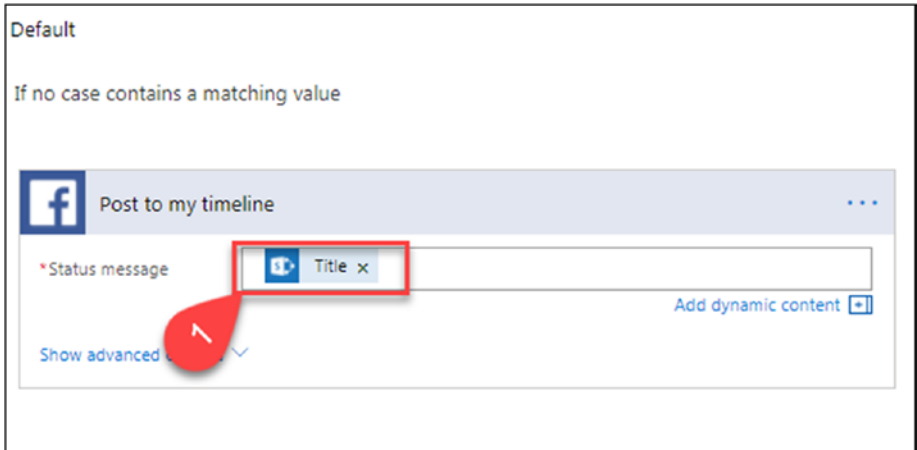 Default
If no case contains a matching value
f Post to my timeline ...
*Status message S Title x
Add dynamic content
1
Show advanced